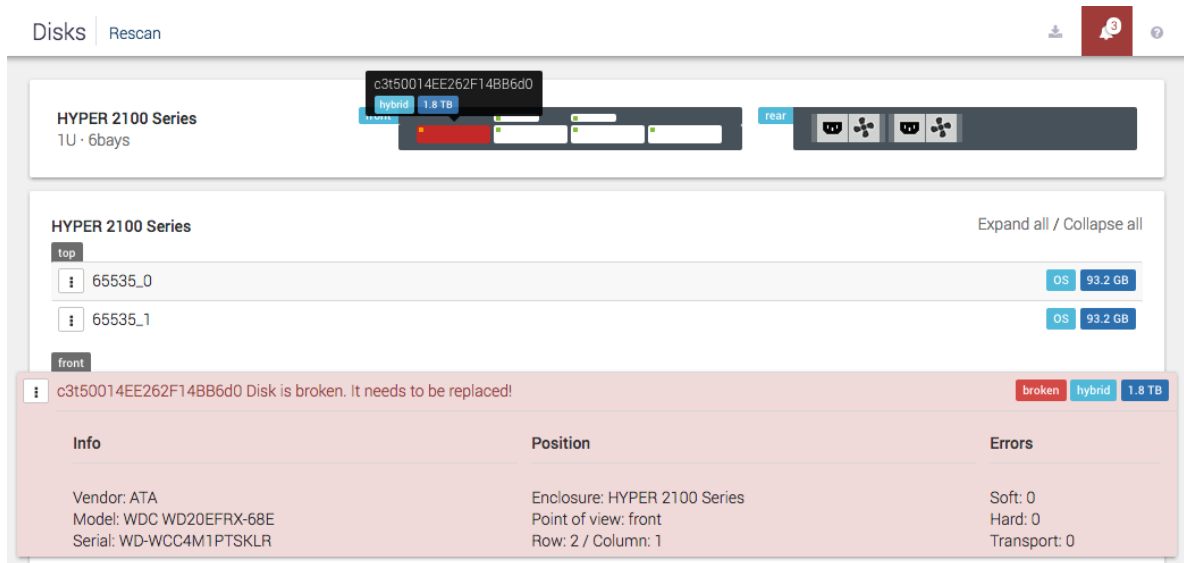 Disks Rescan
3
c3t50014EE262F14BB6d0
hybrid 1.8 TB
HYPER 2100 Series
1U · 6bays
front
rear
HYPER 2100 Series
Expand all / Collapse all
top
65535_0 OS 93.2 GB
65535_1 OS 93.2 GB
front
c3t50014EE262F14BB6d0 Disk is broken. It needs to be replaced! broken hybrid 1.8 TB
Info Position Errors
Vendor: ATA Enclosure: HYPER 2100 Series Soft: 0
Model: WDC WD20EFRX-68E Point of view: front Hard: 0
Serial: WD-WCC4M1PTSKLR Row: 2 / Column: 1 Transport: 0